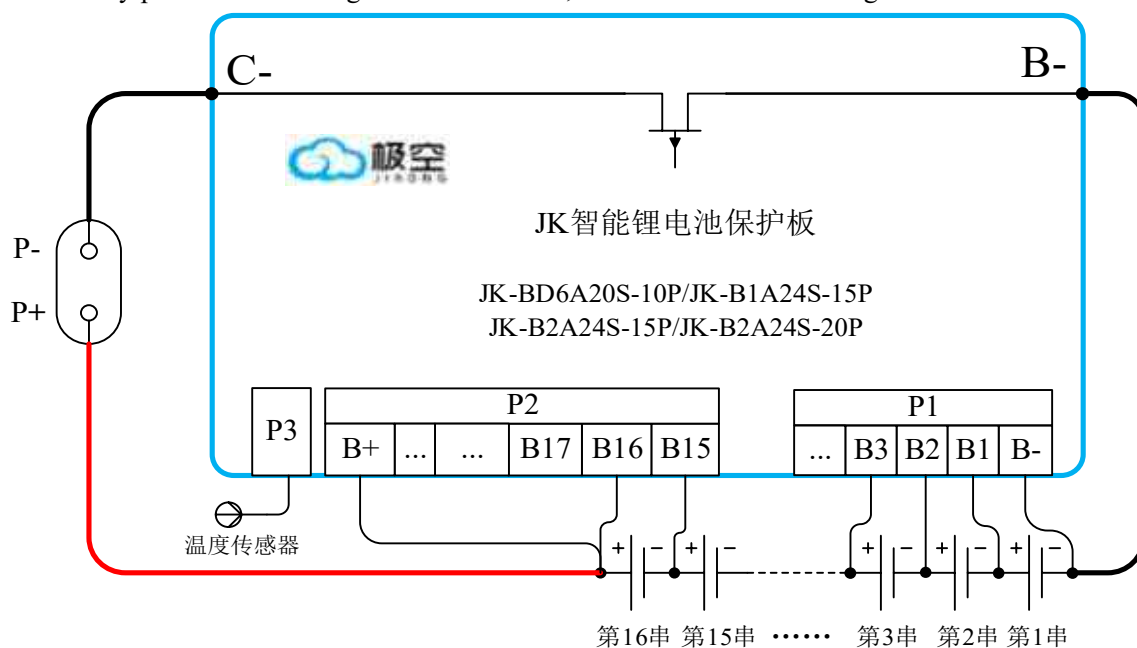 C-
B-
极空
JIKONG
JK智能锂电池保护板
P-
P+
JK-BD6A20S-10P/JK-B1A24S-15P
JK-B2A24S-15P/JK-B2A24S-20P
P3
P2
P1
B+ ... ... B17 B16 B15
... B3 B2 B1 B-
温度传感器
+ − + − + − + − + −
第16串 第15串 …… 第3串 第2串 第1串